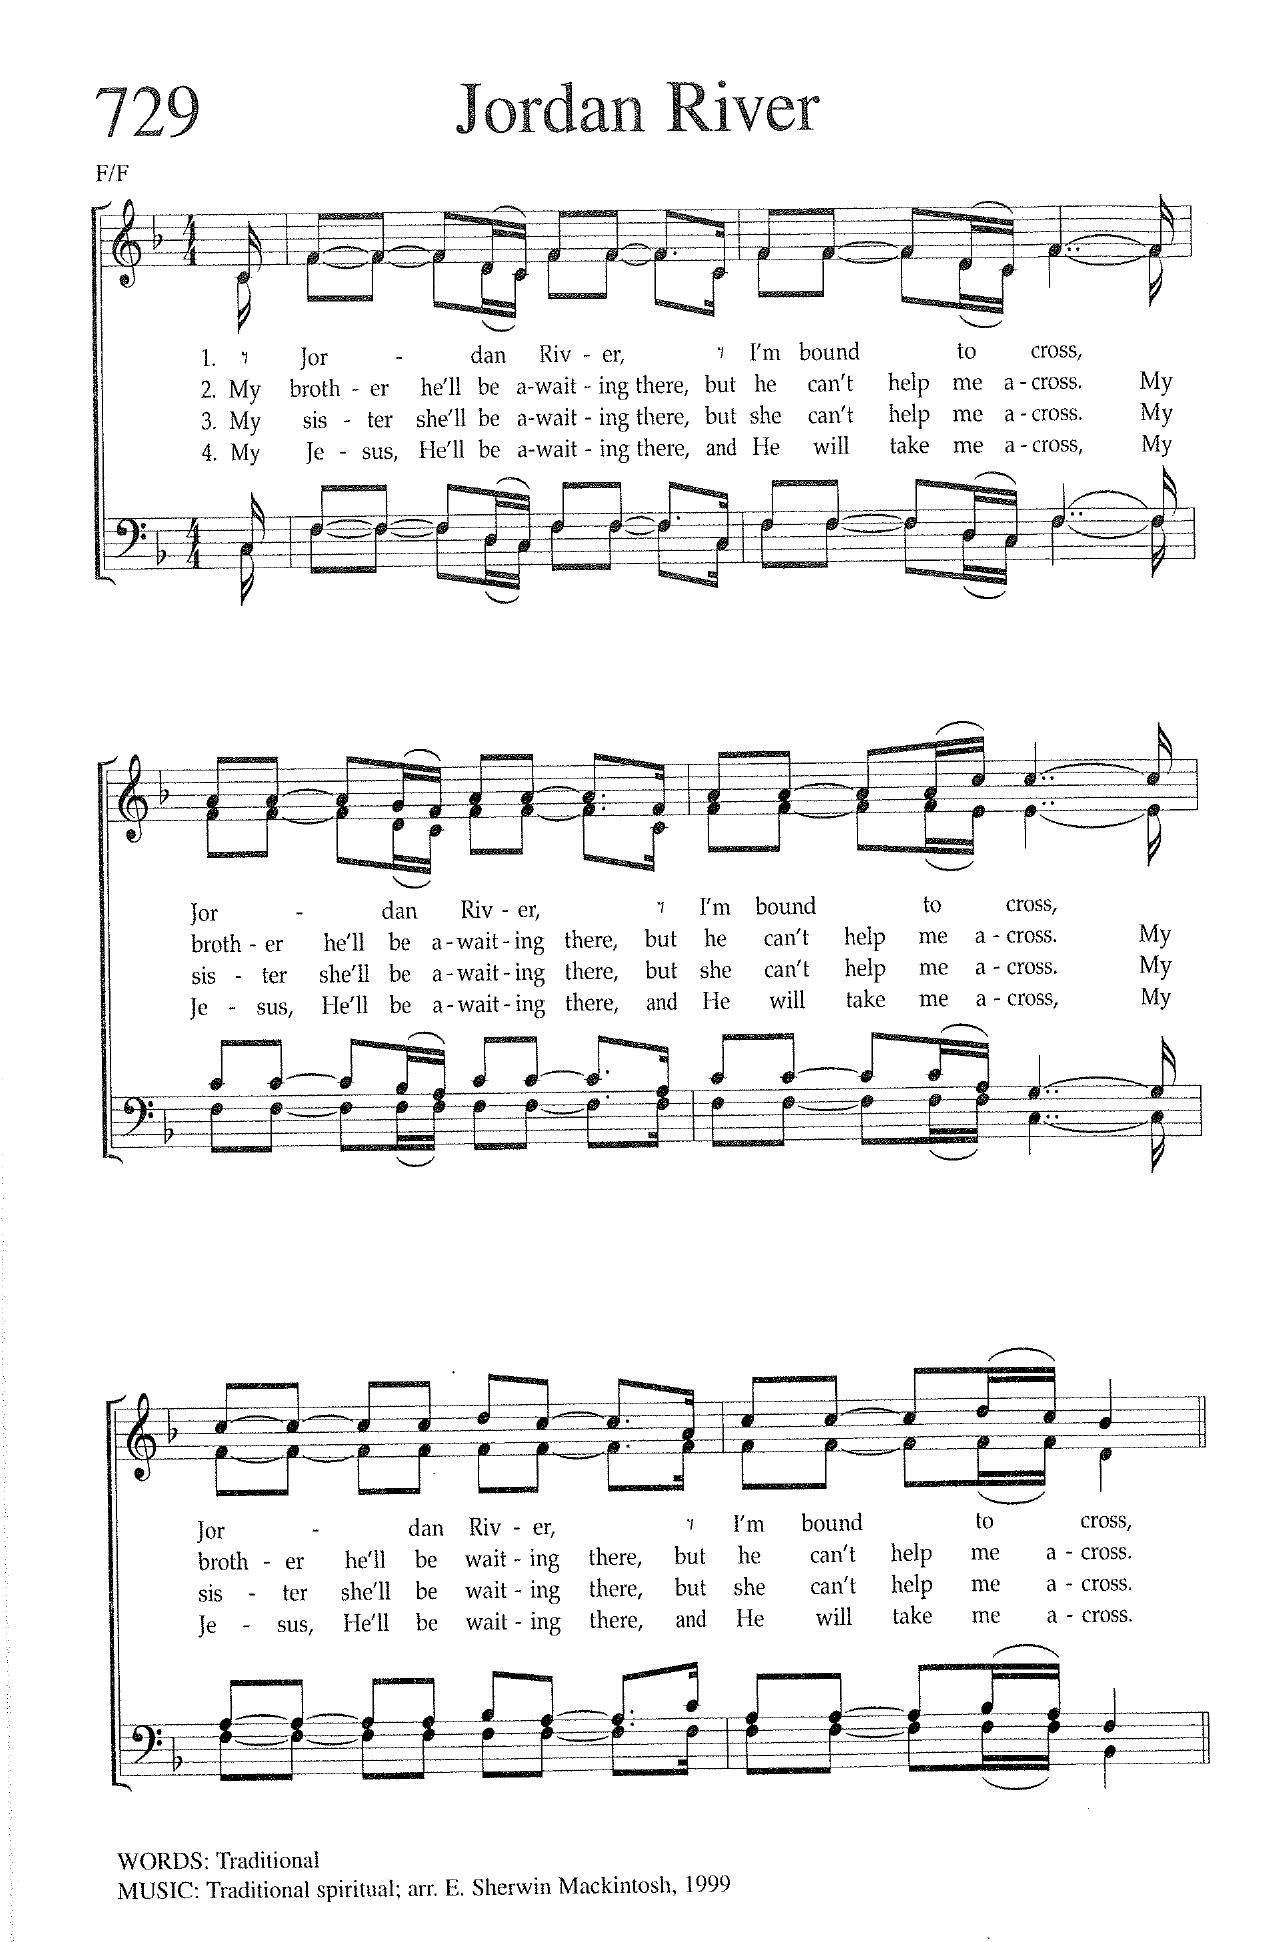 729 Jordan River
F/F
1. Jor - dan Riv - er, I'm bound to cross,
2. My broth - er he'll be a - wait - ing there, but he can't help me a - cross. My
3. My sis - ter she'll be a - wait - ing there, but she can't help me a - cross. My
4. My Je - sus, He'll be a - wait - ing there, and He will take me a - cross, My
Jor - dan Riv - er, I'm bound to cross,
broth - er he'll be a - wait - ing there, but he can't help me a - cross. My
sis - ter she'll be a - wait - ing there, but she can't help me a - cross. My
Je - sus, He'll be a - wait - ing there, and He will take me a - cross, My
Jor - dan Riv - er, I'm bound to cross,
broth - er he'll be wait - ing there, but he can't help me a - cross.
sis - ter she'll be wait - ing there, but she can't help me a - cross.
Je - sus, He'll be wait - ing there, and He will take me a - cross.
WORDS: Traditional
MUSIC: Traditional spiritual; arr. E. Sherwin Mackintosh, 1999